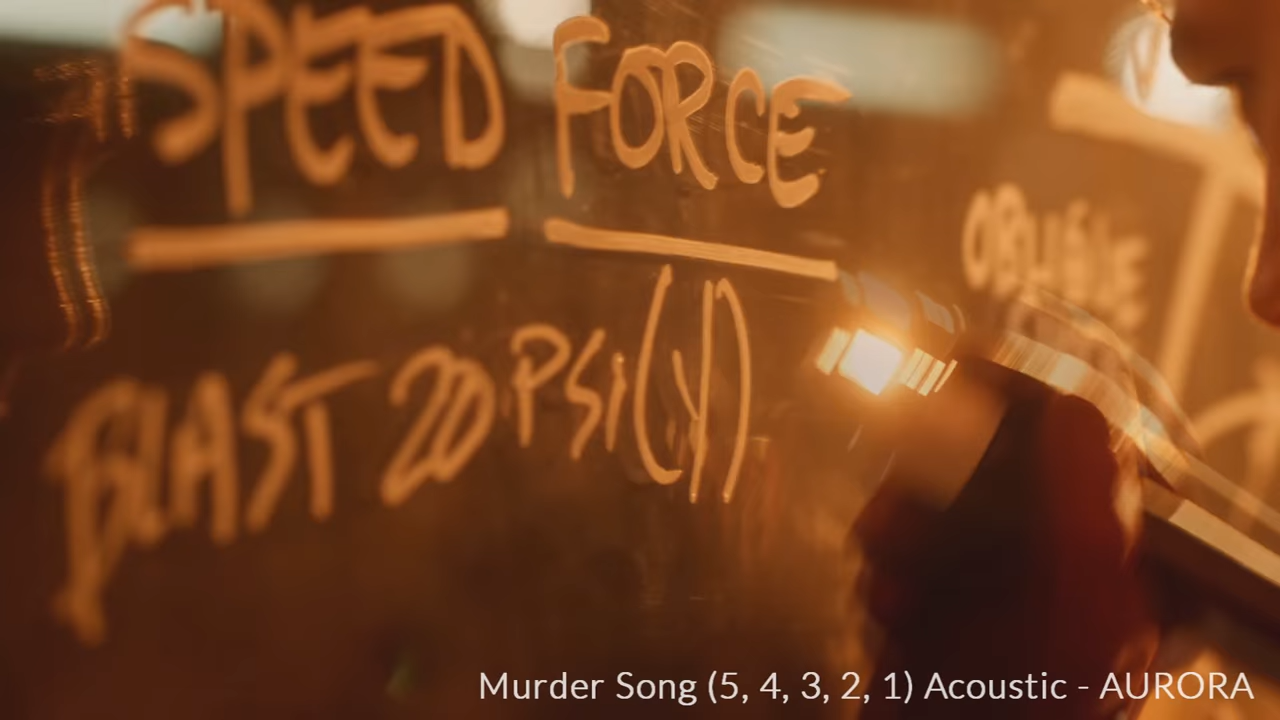 SPEED FORCE
BLAST 20 PSI (Y)
Murder Song (5, 4, 3, 2, 1) Acoustic - AURORA